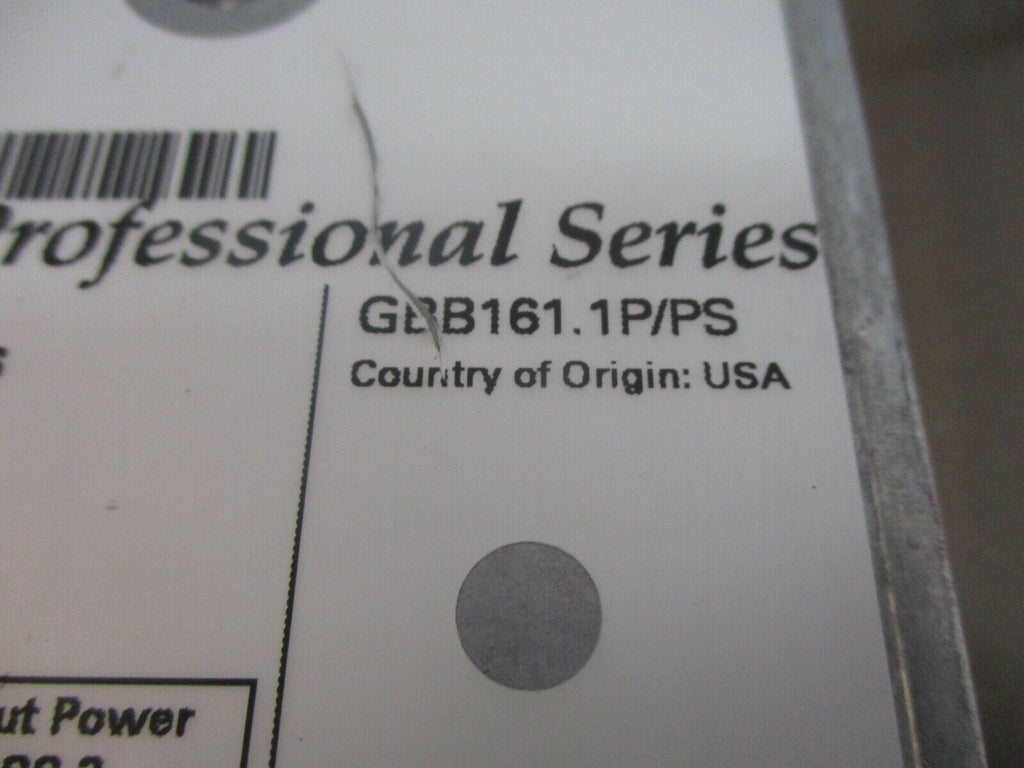 Professional Series
GBB161.1P/PS
Country of Origin: USA
ut Power